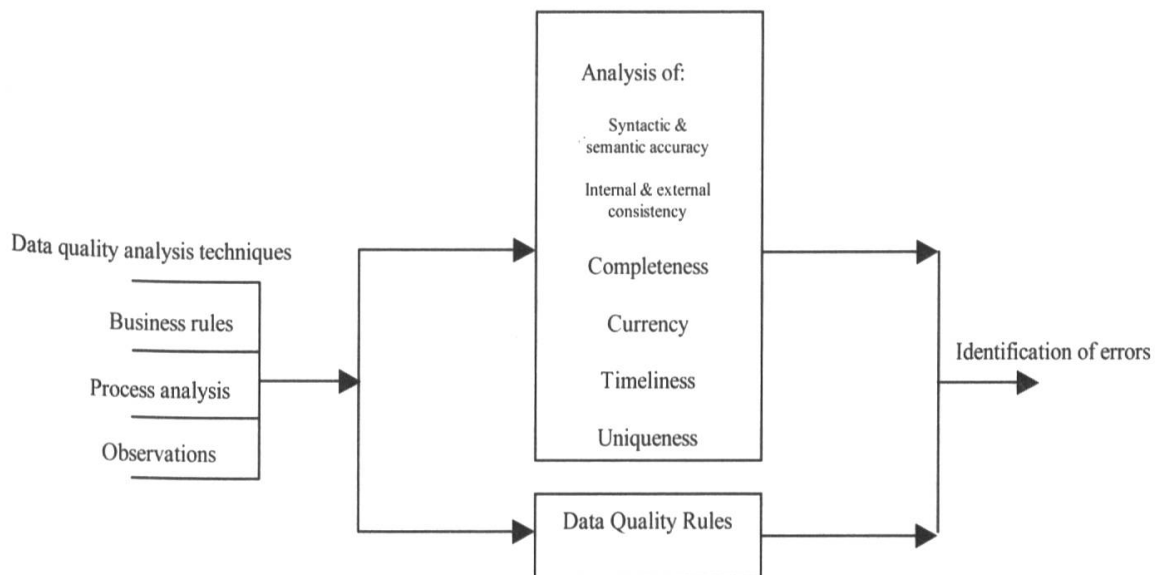 Data quality analysis techniques
Business rules
Process analysis
Observations
Analysis of:
Syntactic &
semantic accuracy
Internal & external
consistency
Completeness
Currency
Timeliness
Uniqueness
Data Quality Rules
Identification of errors